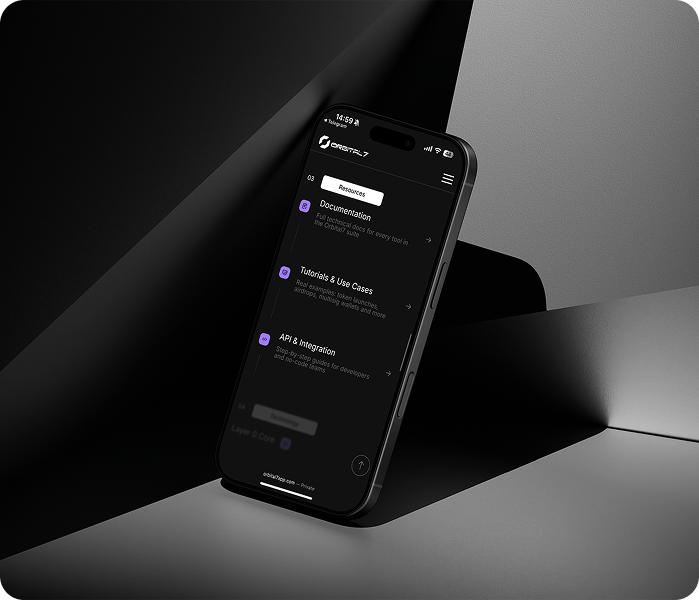 14:59
◀ Telegram
48
ORBITAL7
03
Resources
Documentation
Full technical docs for every tool in
the Orbital7 suite
Tutorials & Use Cases
Real examples: token launches,
airdrops, multisig wallets and more
API & Integration
Step-by-step guides for developers
and no-code teams
04
Technology
Layer 0 Core
orbital7app.com — Private